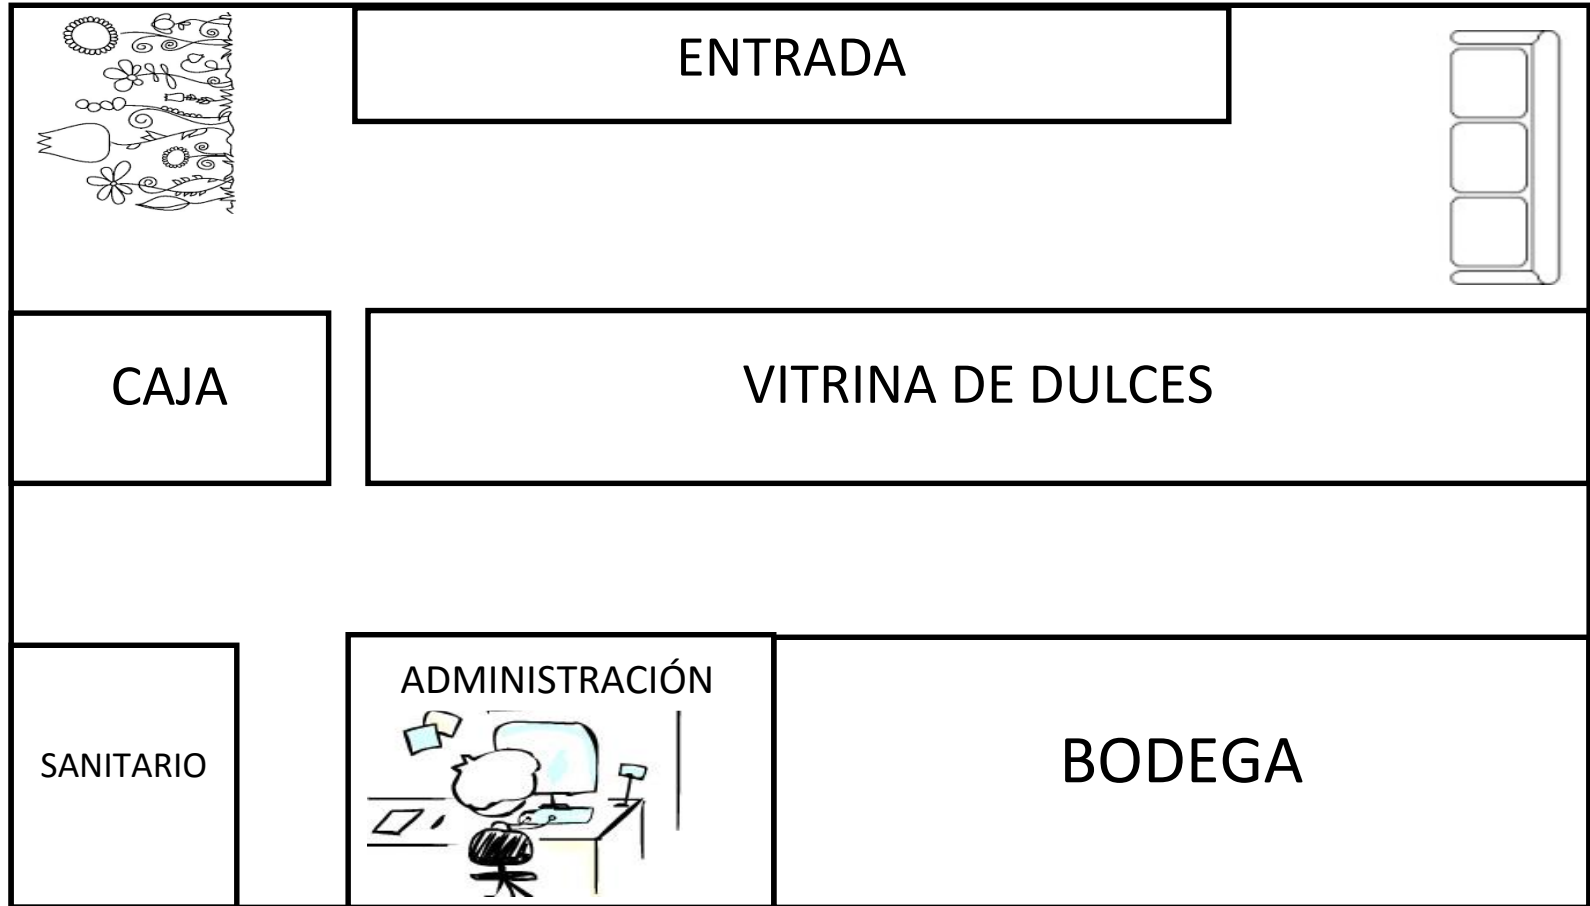 ENTRADA
CAJA
VITRINA DE DULCES
ADMINISTRACIÓN
SANITARIO
BODEGA